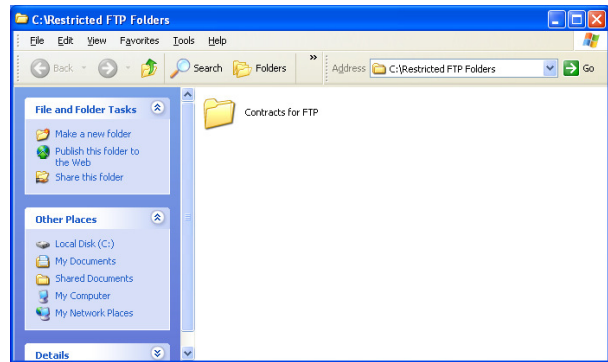 C:\Restricted FTP Folders
File Edit View Favorites Tools Help
Back Search Folders » Address C:\Restricted FTP Folders Go
File and Folder Tasks
Make a new folder
Publish this folder to
the Web
Share this folder
Other Places
Local Disk (C:)
My Documents
Shared Documents
My Computer
My Network Places
Details
Contracts for FTP